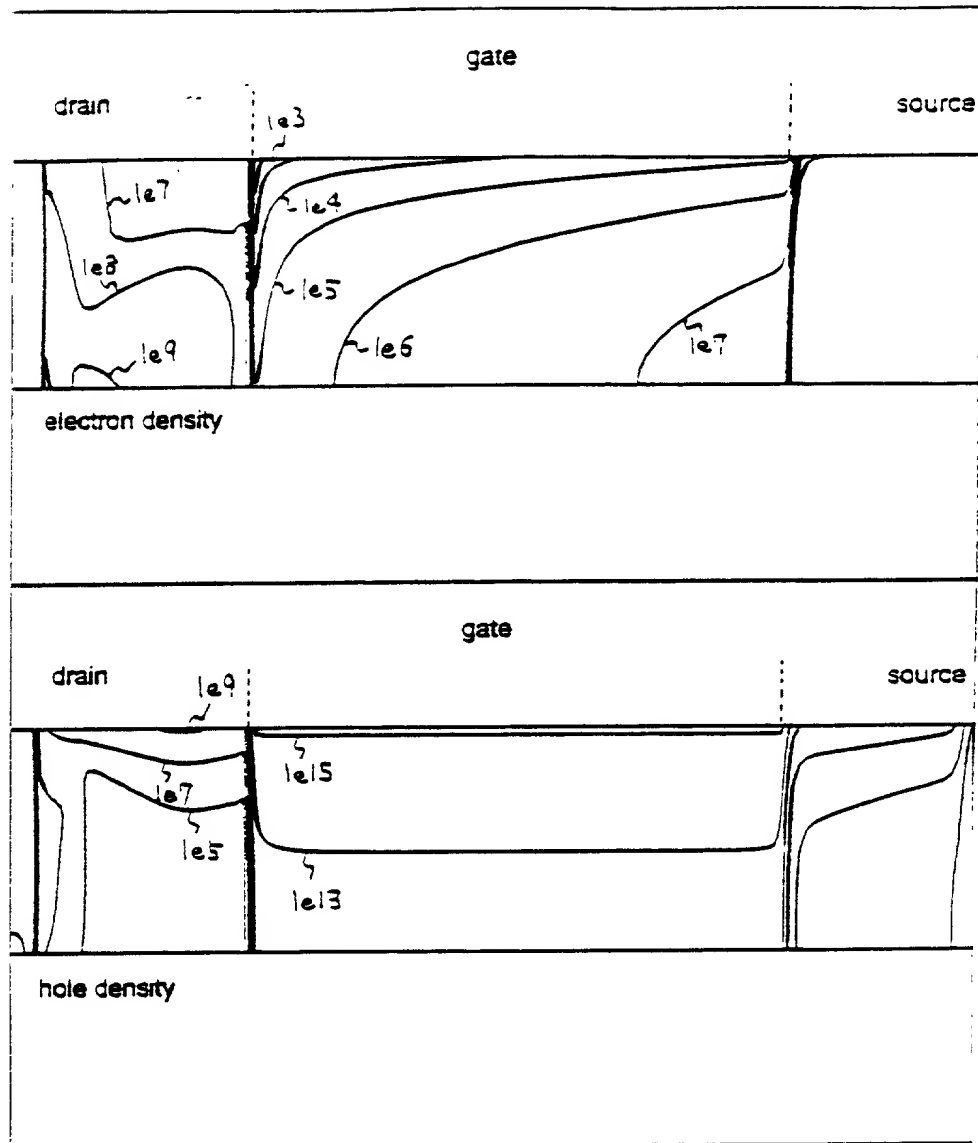 gate
drain
source
1e3
1e7
1e4
1e8
1e5
1e9
1e6
1e7
electron density
gate
drain
source
1e9
1e15
1e7
1e5
1e13
hole density